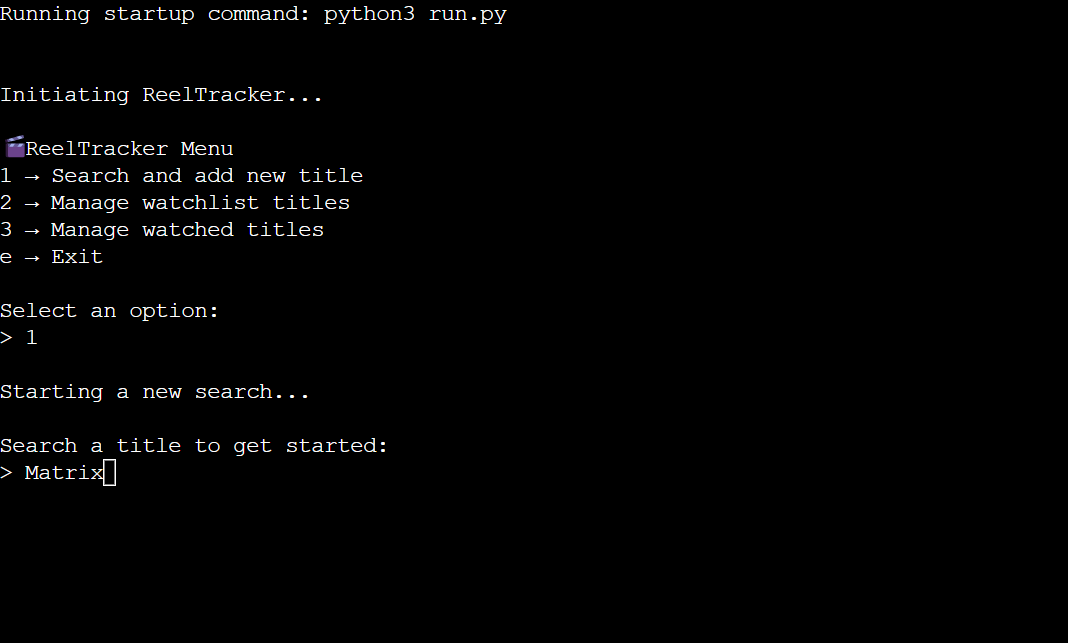 Running startup command: python3 run.py
Initiating ReelTracker...
🎬ReelTracker Menu
1 → Search and add new title
2 → Manage watchlist titles
3 → Manage watched titles
e → Exit
Select an option:
> 1
Starting a new search...
Search a title to get started:
> Matrix